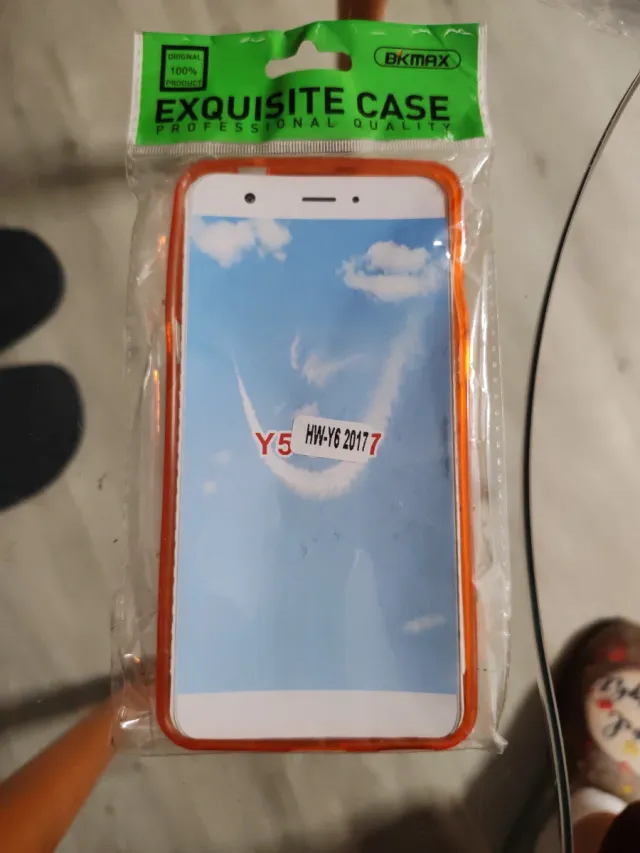 ORIGINAL
100%
PRODUCT
BKMAX
EXQUISITE CASE
PROFESSIONAL QUALITY
Y5
HW-Y6 2017
7